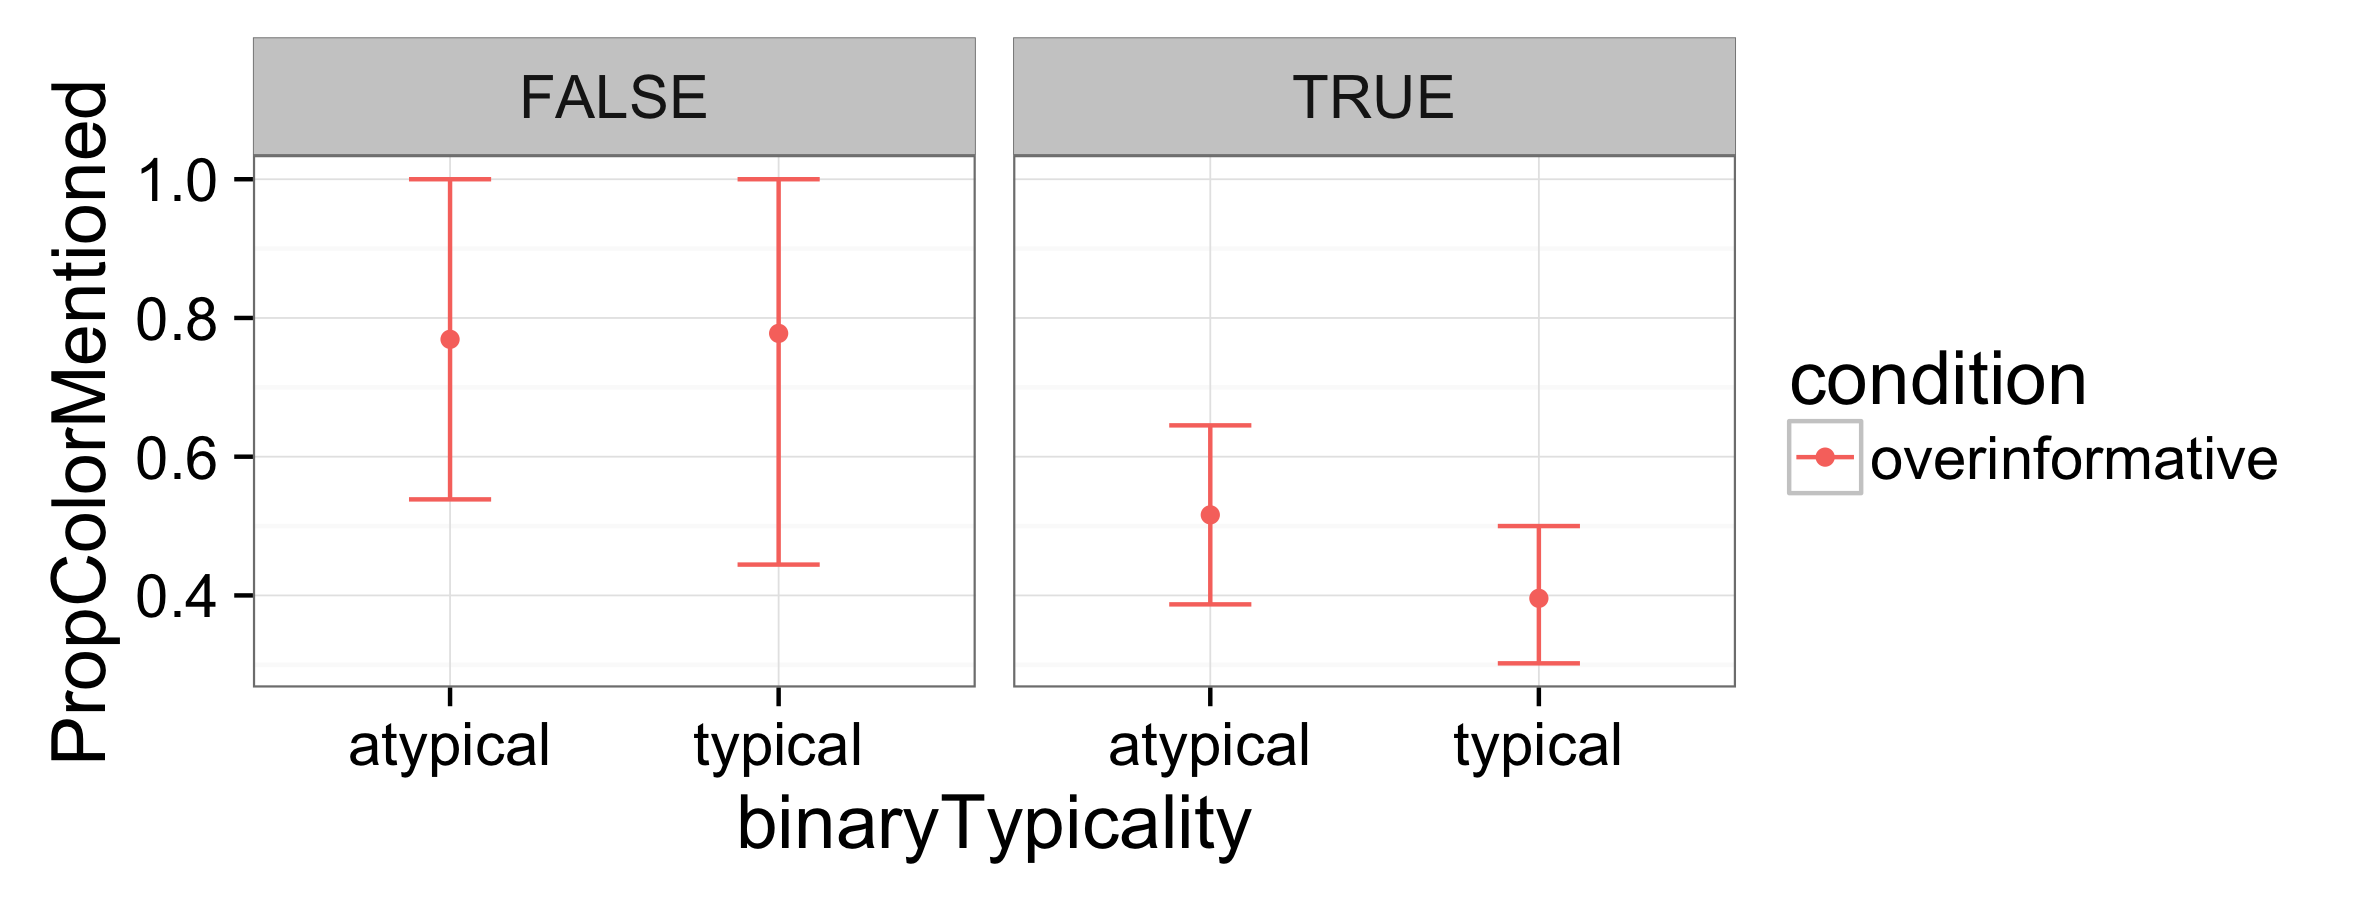 FALSE
TRUE
PropColorMentioned
1.0
0.8
0.6
0.4
atypical
typical
atypical
typical
binaryTypicality
condition
overinformative